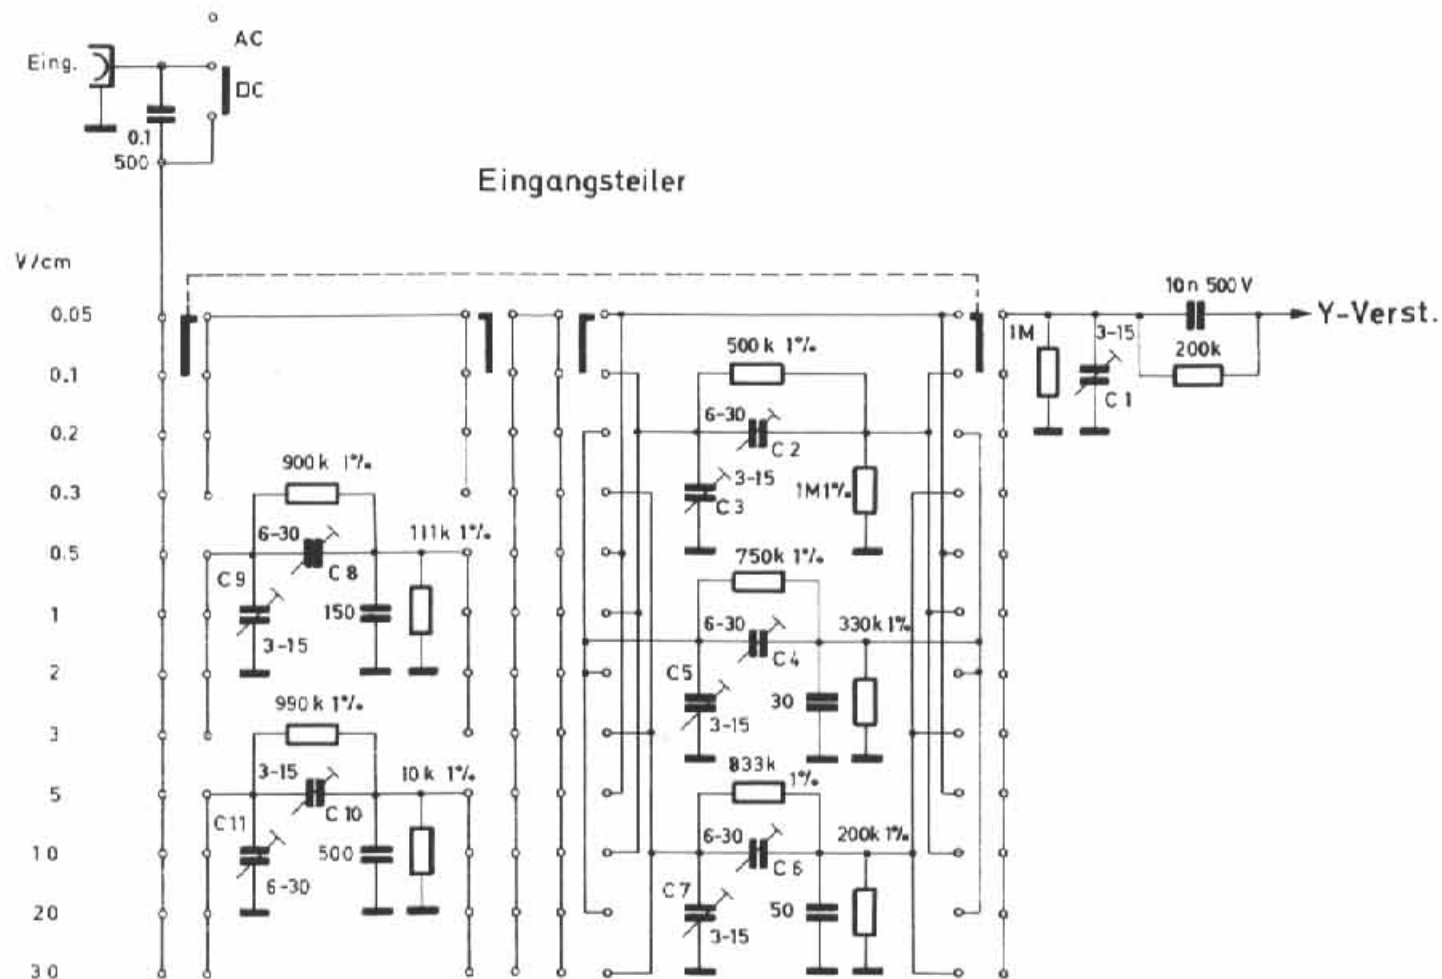 AC
Eing.
DC
0.1
500
Eingangsteiler
V/cm
10n 500V
0.05
Y-Verst.
1M
3-15
500k 1%
200k
0.1
C1
6-30
0.2
C2
900k 1%
3-15
1M1%
0.3
C3
6-30
111k 1%
0.5
750k 1%
C9
C8
150
6-30
330k 1%
1
3-15
C4
C5
2
990k 1%
30
3-15
3
833k
3-15
10k 1%
1%
5
C11
C10
6-30
200k1%
10
500
C6
6-30
C7
20
50
3-15
30